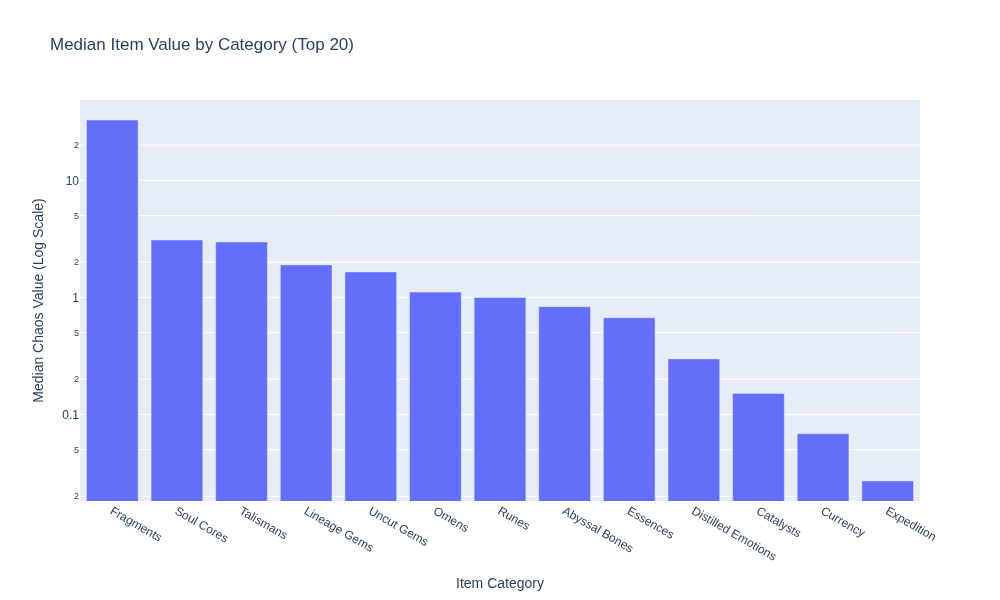 Median Item Value by Category (Top 20)
Median Chaos Value (Log Scale)
2
10
5
2
1
5
2
0.1
5
2
Fragments
Soul Cores
Talismans
Lineage Gems
Uncut Gems
Omens
Runes
Abyssal Bones
Essences
Distilled Emotions
Catalysts
Currency
Expedition
Item Category